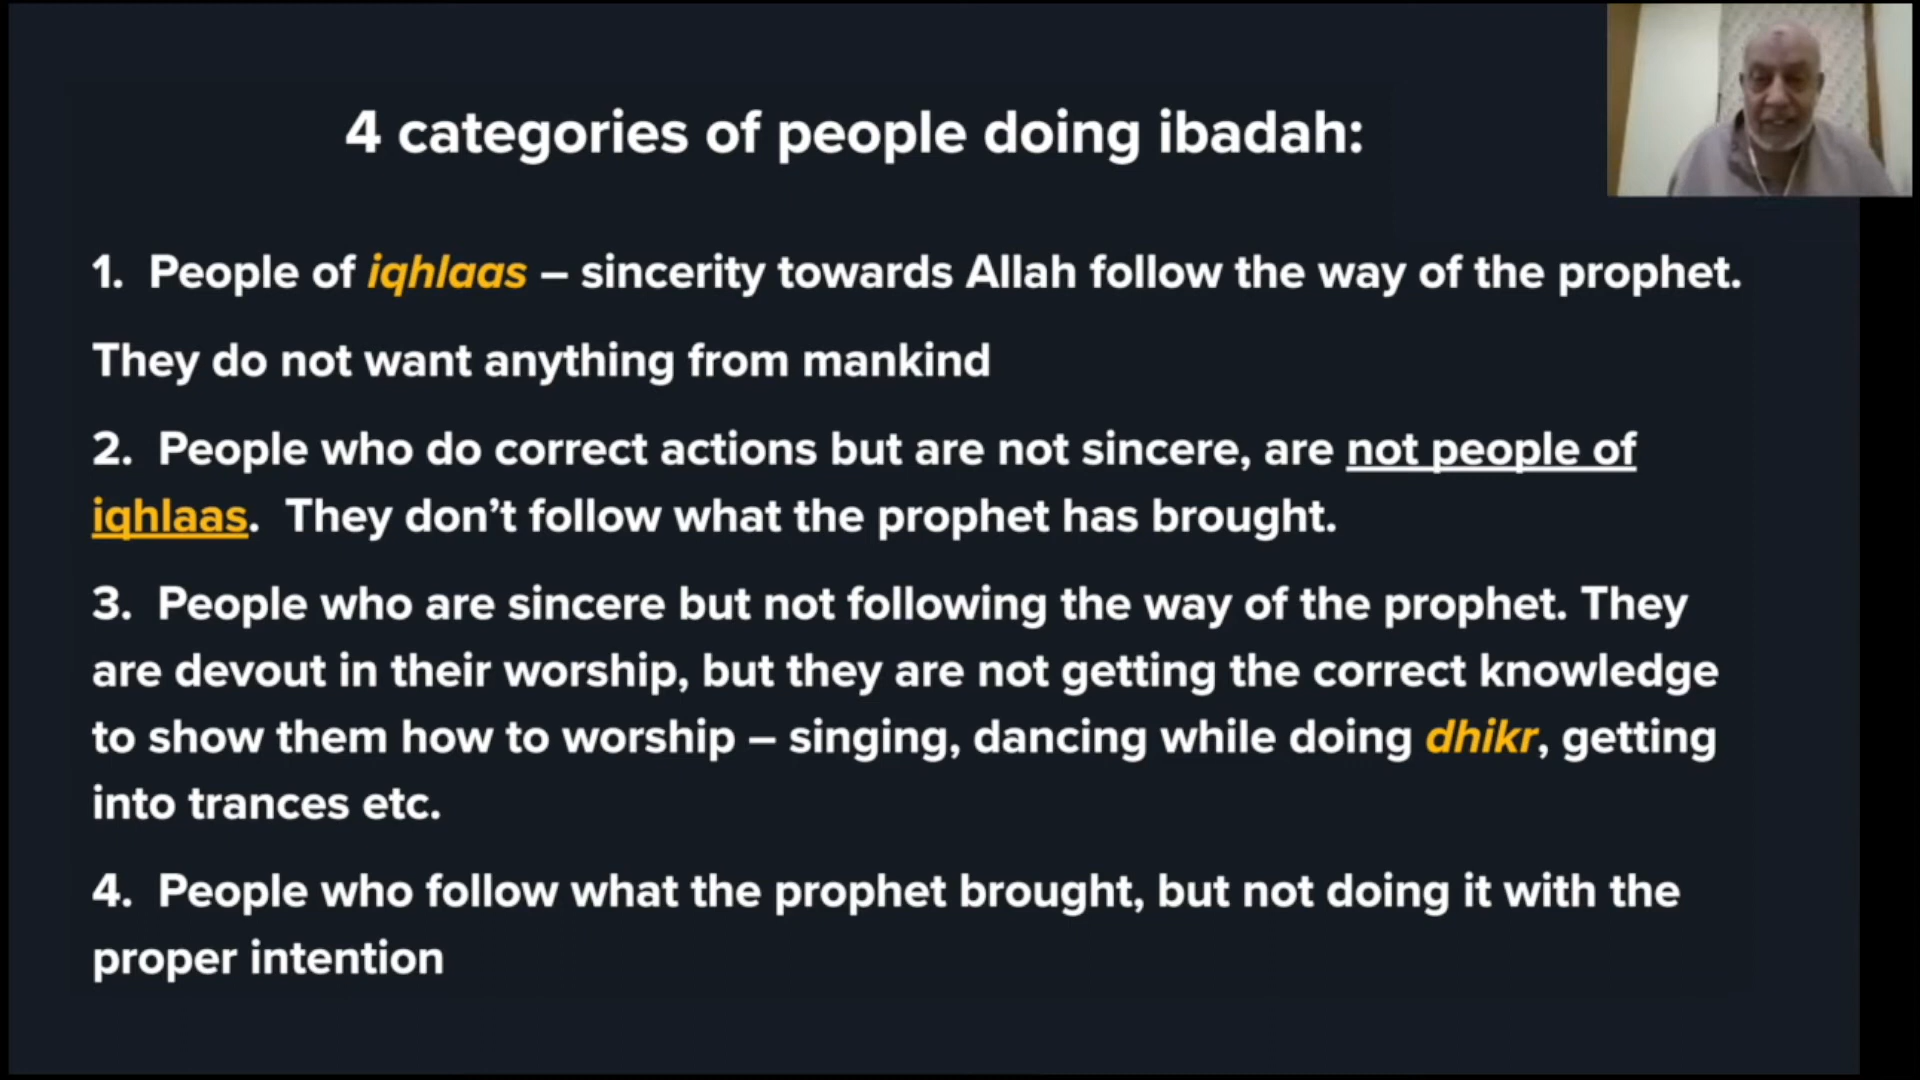 4 categories of people doing ibadah:
1. People of iqhlaas – sincerity towards Allah follow the way of the prophet.
They do not want anything from mankind
2. People who do correct actions but are not sincere, are not people of
iqhlaas. They don’t follow what the prophet has brought.
3. People who are sincere but not following the way of the prophet. They
are devout in their worship, but they are not getting the correct knowledge
to show them how to worship – singing, dancing while doing dhikr, getting
into trances etc.
4. People who follow what the prophet brought, but not doing it with the
proper intention